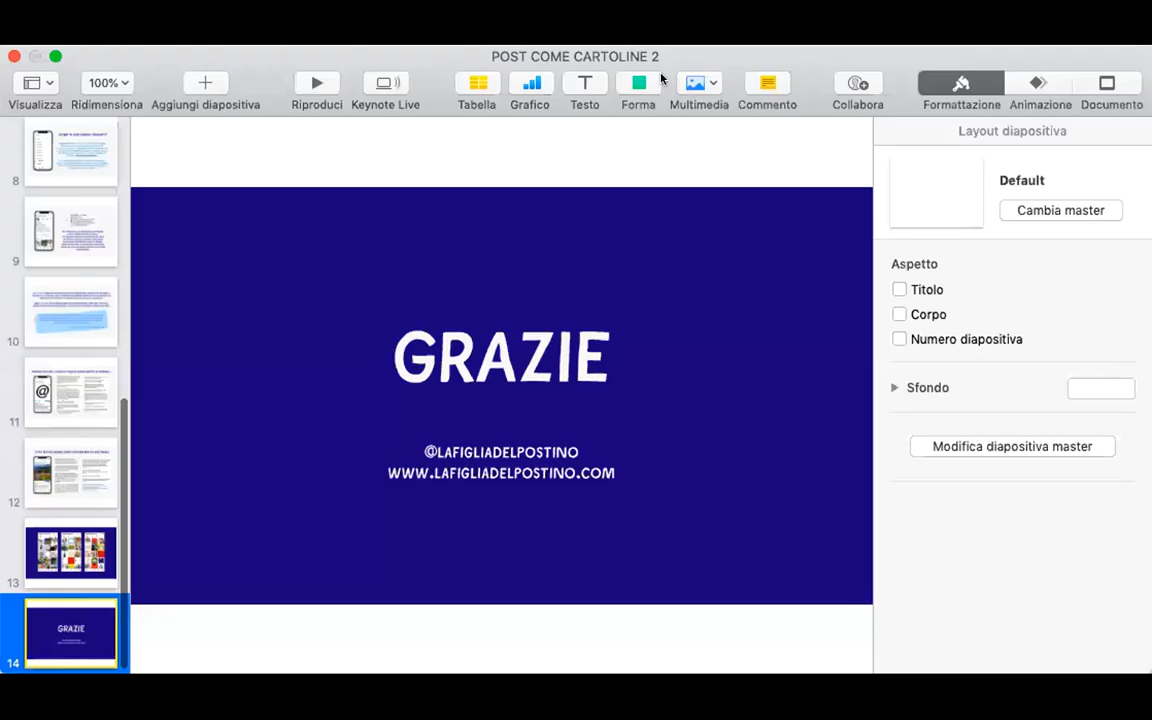 POST COME CARTOLINE 2
100%
Visualizza
Ridimensiona
Aggiungi diapositiva
Riproduci
Keynote Live
Tabella
Grafico
Testo
Forma
Multimedia
Commento
Collabora
Formattazione
Animazione
Documento
8
9
10
11
@
12
13
GRAZIE
14
GRAZIE
@LAFIGLIADELPOSTINO
WWW.LAFIGLIADELPOSTINO.COM
Layout diapositiva
Default
Cambia master
Aspetto
Titolo
Corpo
Numero diapositiva
Sfondo
Modifica diapositiva master